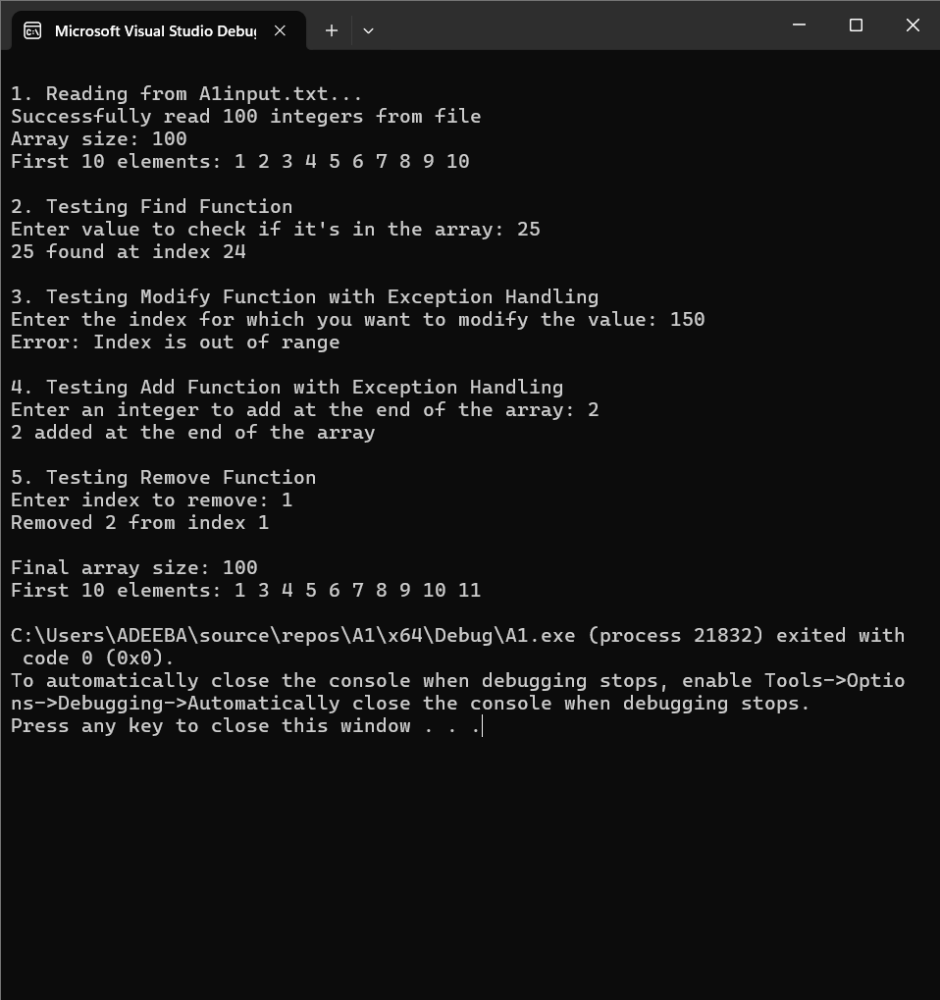 Microsoft Visual Studio Debu
1. Reading from A1input.txt...
Successfully read 100 integers from file
Array size: 100
First 10 elements: 1 2 3 4 5 6 7 8 9 10
2. Testing Find Function
Enter value to check if it's in the array: 25
25 found at index 24
3. Testing Modify Function with Exception Handling
Enter the index for which you want to modify the value: 150
Error: Index is out of range
4. Testing Add Function with Exception Handling
Enter an integer to add at the end of the array: 2
2 added at the end of the array
5. Testing Remove Function
Enter index to remove: 1
Removed 2 from index 1
Final array size: 100
First 10 elements: 1 3 4 5 6 7 8 9 10 11
C:\Users\ADEEBA\source\repos\A1\x64\Debug\A1.exe (process 21832) exited with
code 0 (0x0).
To automatically close the console when debugging stops, enable Tools->Optio
ns->Debugging->Automatically close the console when debugging stops.
Press any key to close this window . . .